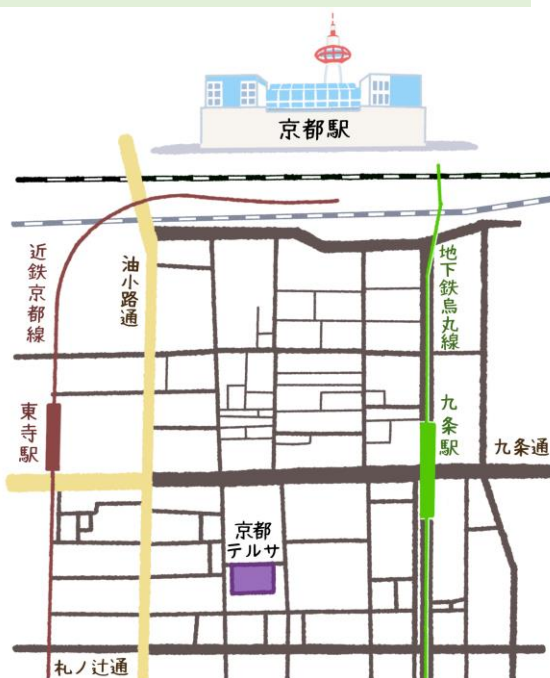 京都駅
近鉄京都線
油小路通
地下鉄烏丸線
東寺駅
九条駅
九条通
京都
テルサ
札ノ辻通